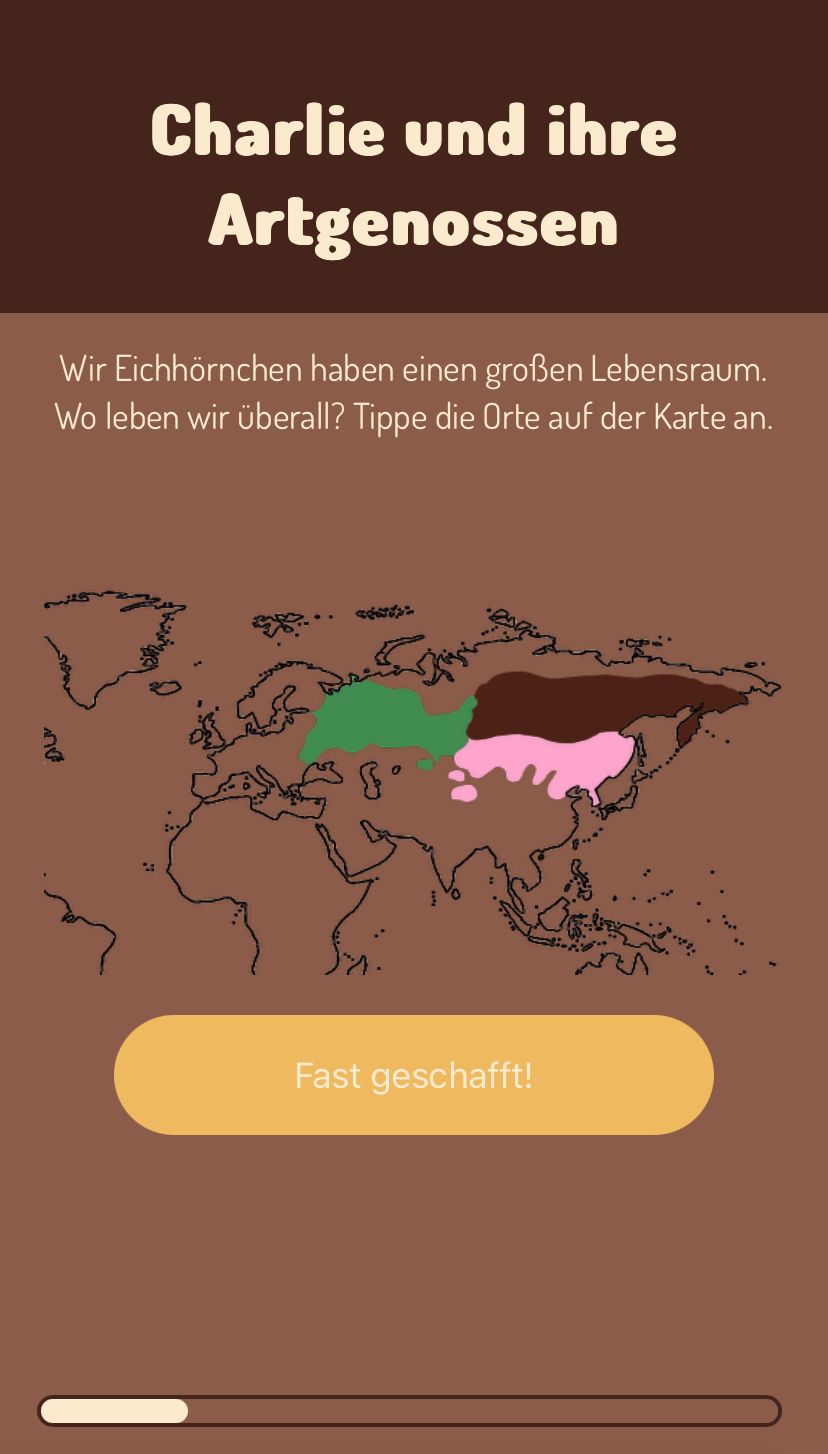 Charlie und ihre
Artgenossen
Wir Eichhörnchen haben einen großen Lebensraum.
Wo leben wir überall? Tippe die Orte auf der Karte an.
Fast geschafft!